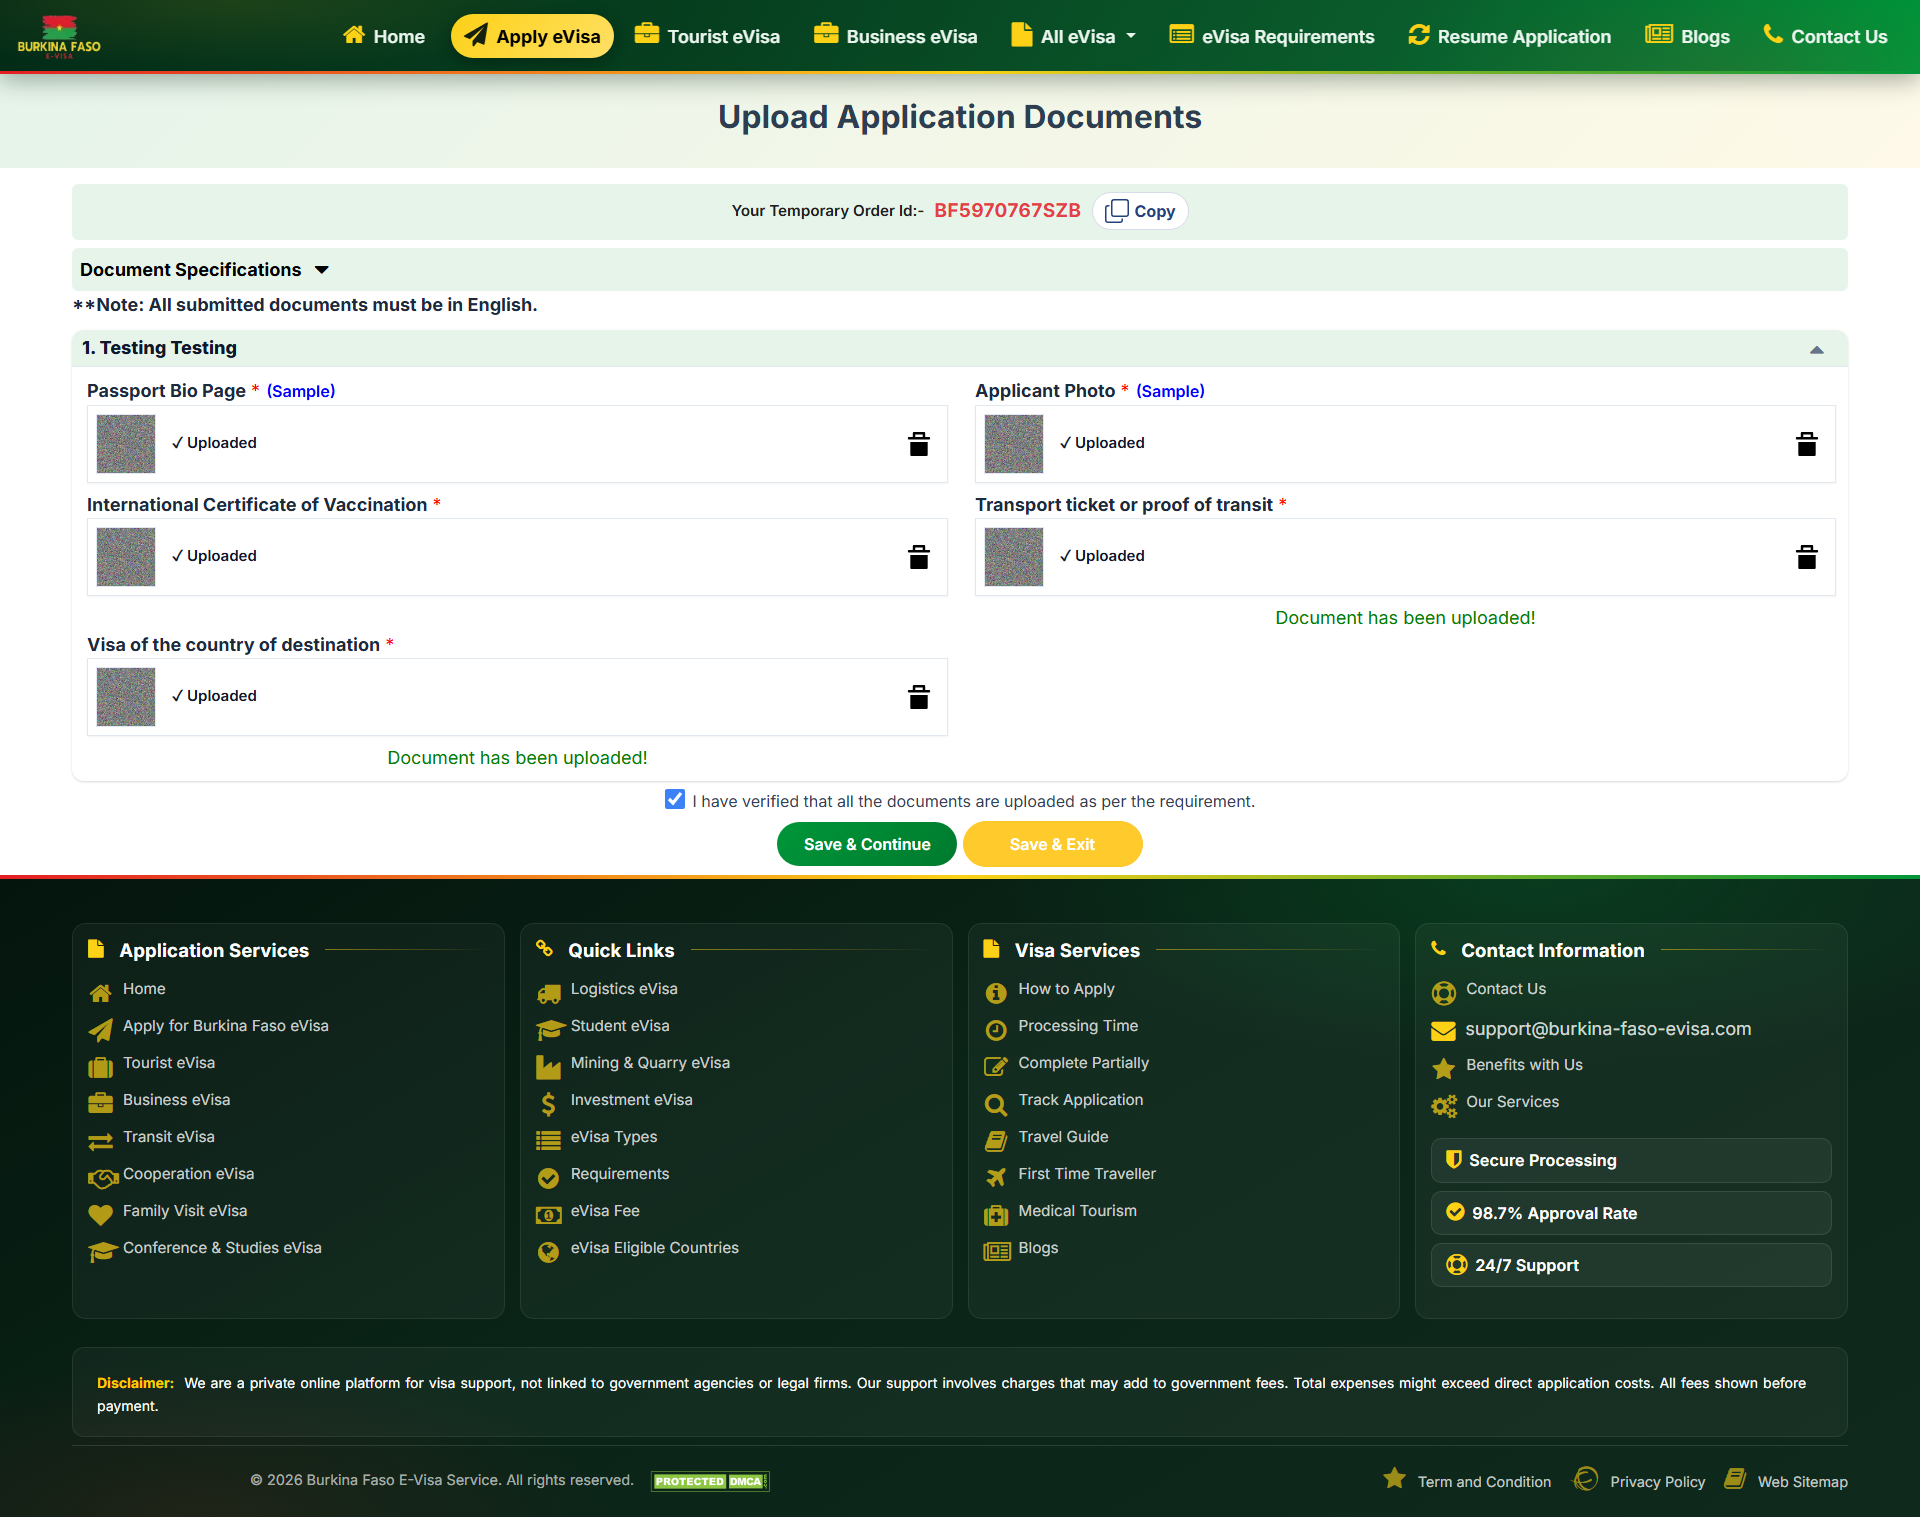 BURKINA FASO
E-VISA
Home
Apply eVisa
Tourist eVisa
Business eVisa
All eVisa
eVisa Requirements
Resume Application
Blogs
Contact Us
Upload Application Documents
Your Temporary Order Id:- BF5970767SZB
Copy
Document Specifications
**Note: All submitted documents must be in English.
1. Testing Testing
Passport Bio Page * (Sample)
✓ Uploaded
Applicant Photo * (Sample)
✓ Uploaded
International Certificate of Vaccination *
✓ Uploaded
Transport ticket or proof of transit *
✓ Uploaded
Document has been uploaded!
Visa of the country of destination *
✓ Uploaded
Document has been uploaded!
I have verified that all the documents are uploaded as per the requirement.
Save & Continue
Save & Exit
Application Services
Home
Apply for Burkina Faso eVisa
Tourist eVisa
Business eVisa
Transit eVisa
Cooperation eVisa
Family Visit eVisa
Conference & Studies eVisa
Quick Links
Logistics eVisa
Student eVisa
Mining & Quarry eVisa
Investment eVisa
eVisa Types
Requirements
eVisa Fee
eVisa Eligible Countries
Visa Services
How to Apply
Processing Time
Complete Partially
Track Application
Travel Guide
First Time Traveller
Medical Tourism
Blogs
Contact Information
Contact Us
support@burkina-faso-evisa.com
Benefits with Us
Our Services
Secure Processing
98.7% Approval Rate
24/7 Support
Disclaimer: We are a private online platform for visa support, not linked to government agencies or legal firms. Our support involves charges that may add to government fees. Total expenses might exceed direct application costs. All fees shown before
payment.
© 2026 Burkina Faso E-Visa Service. All rights reserved.
PROTECTED DMCA
Term and Condition
Privacy Policy
Web Sitemap